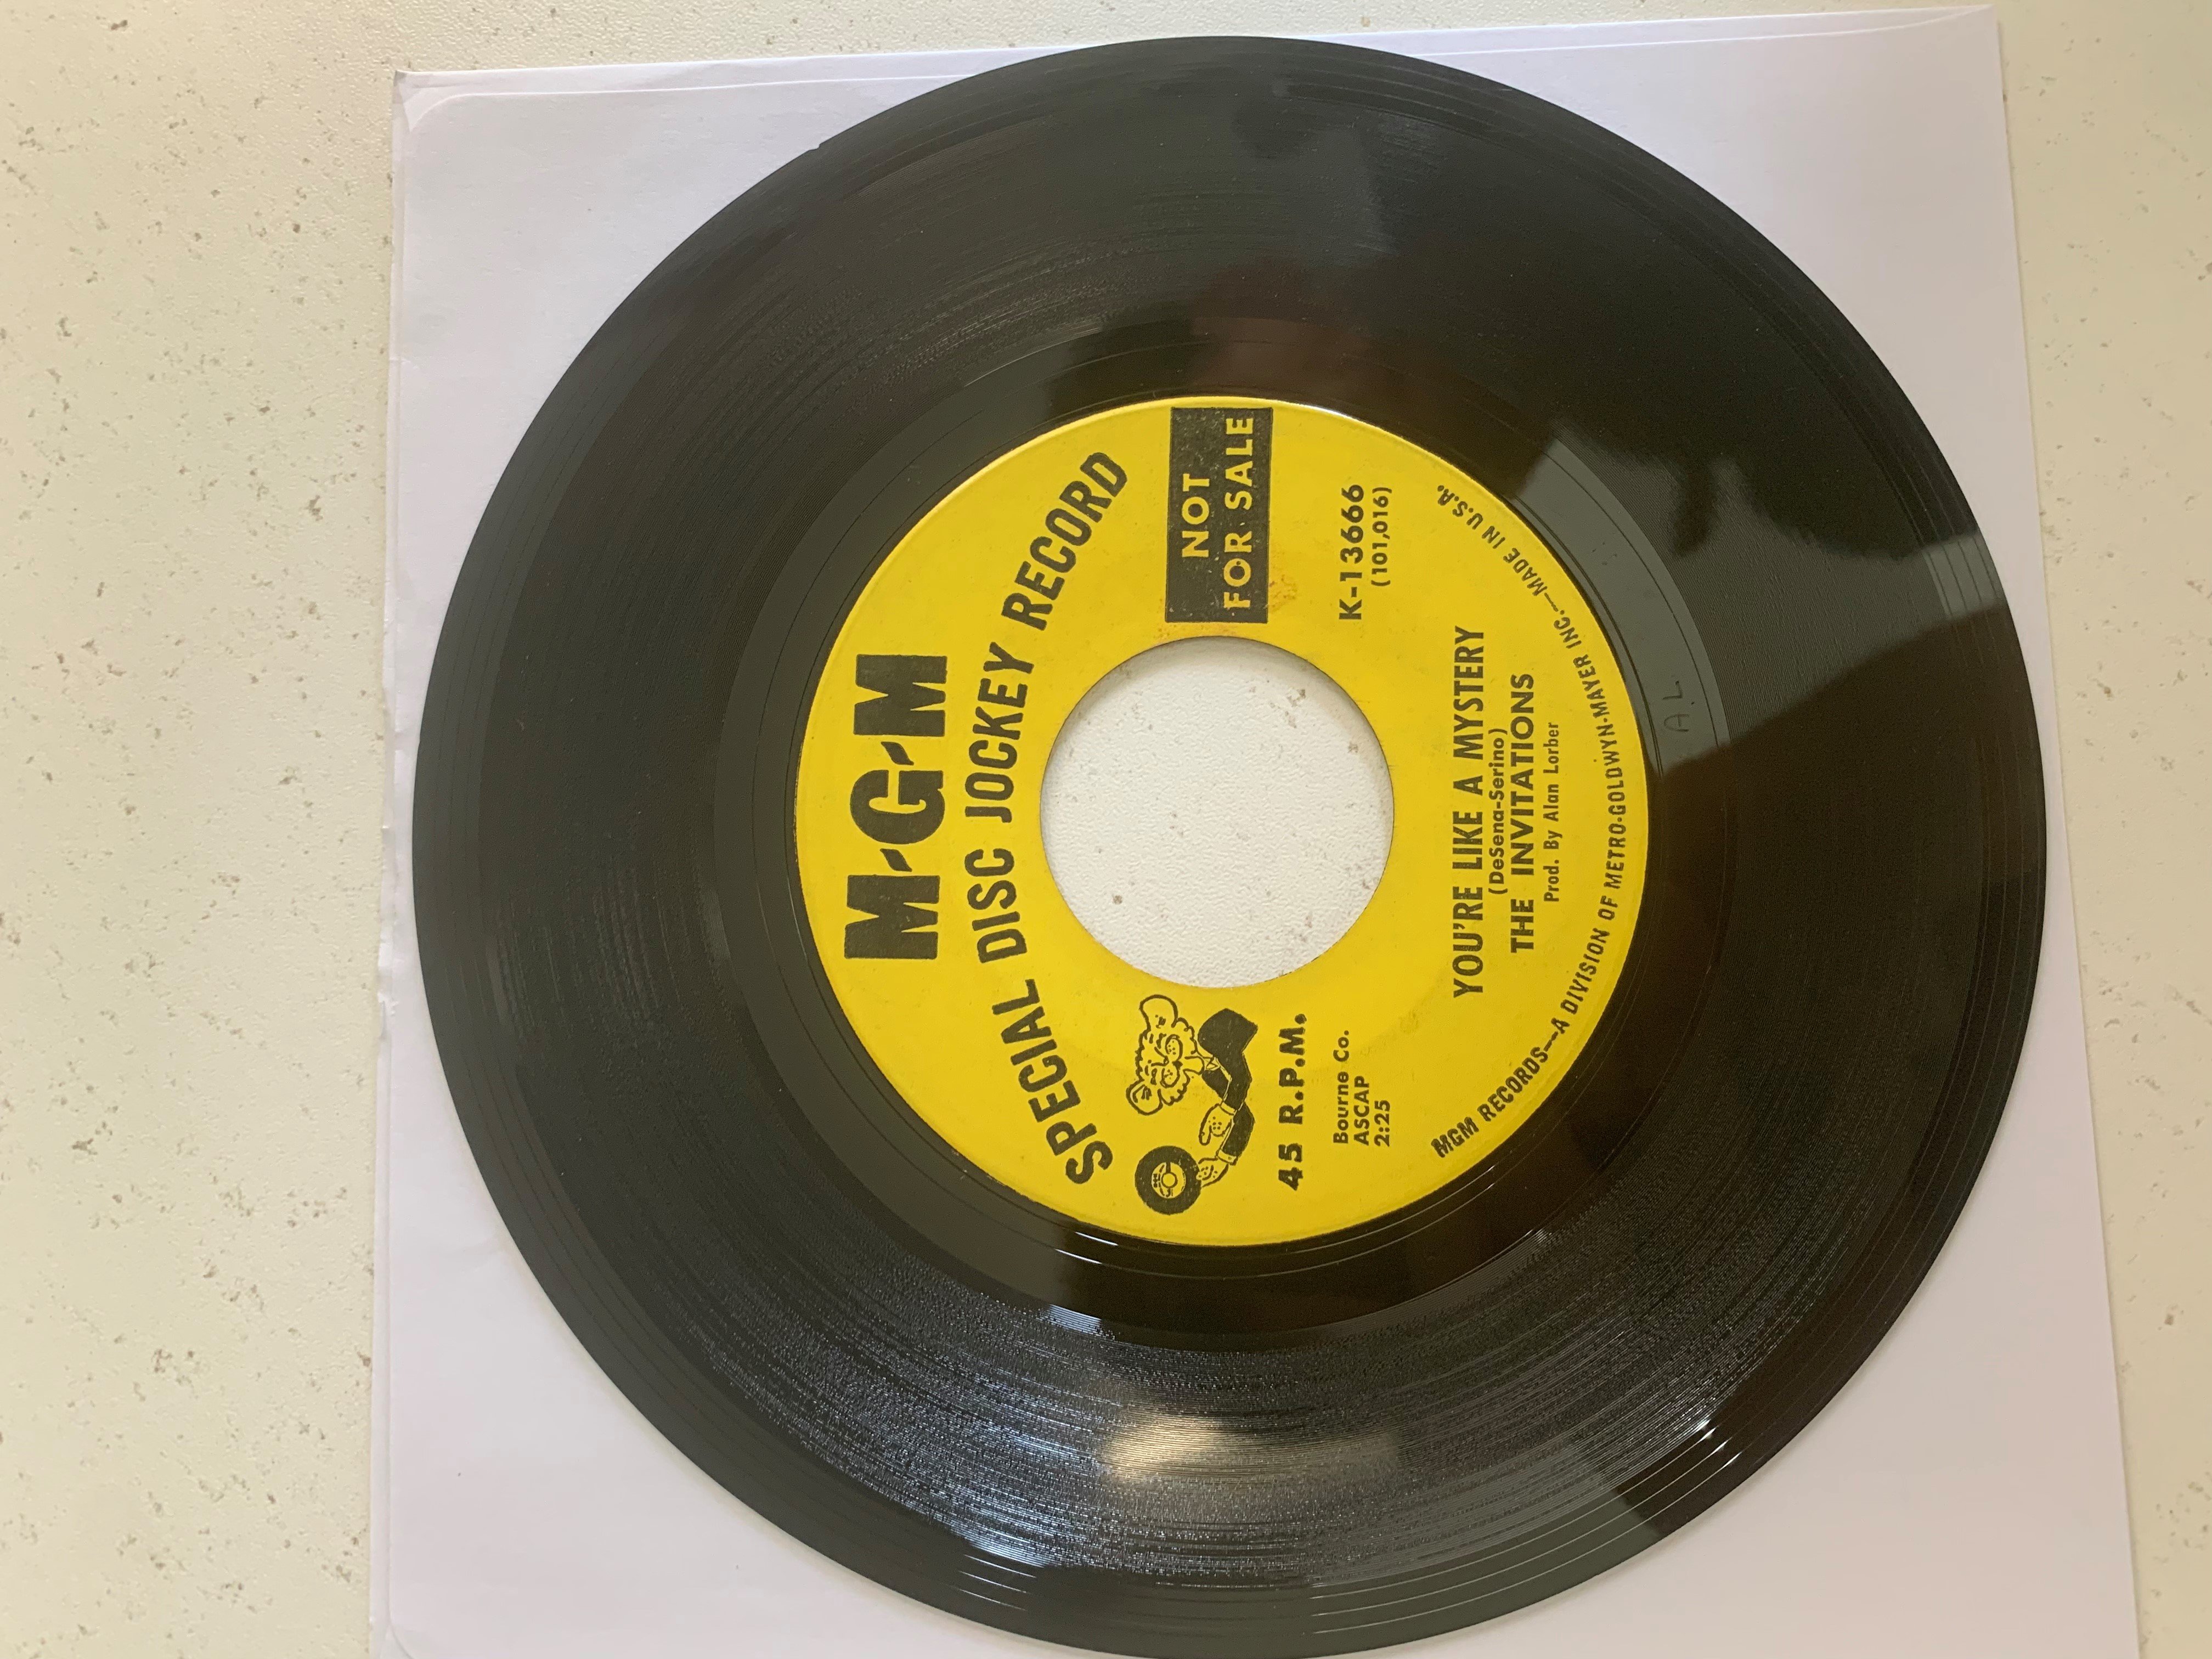 M-G-M
SPECIAL DISC JOCKEY RECORD
NOT
FOR SALE
45 R.P.M.
Bourne Co.
ASCAP
2:25
K-13666
(101,016)
YOU'RE LIKE A MYSTERY
(DeSena-Serino)
THE INVITATIONS
Prod. By Alan Lorber
MGM RECORDS—A DIVISION OF METRO-GOLDWYN-MAYER INC.—MADE IN U.S.A.
AL